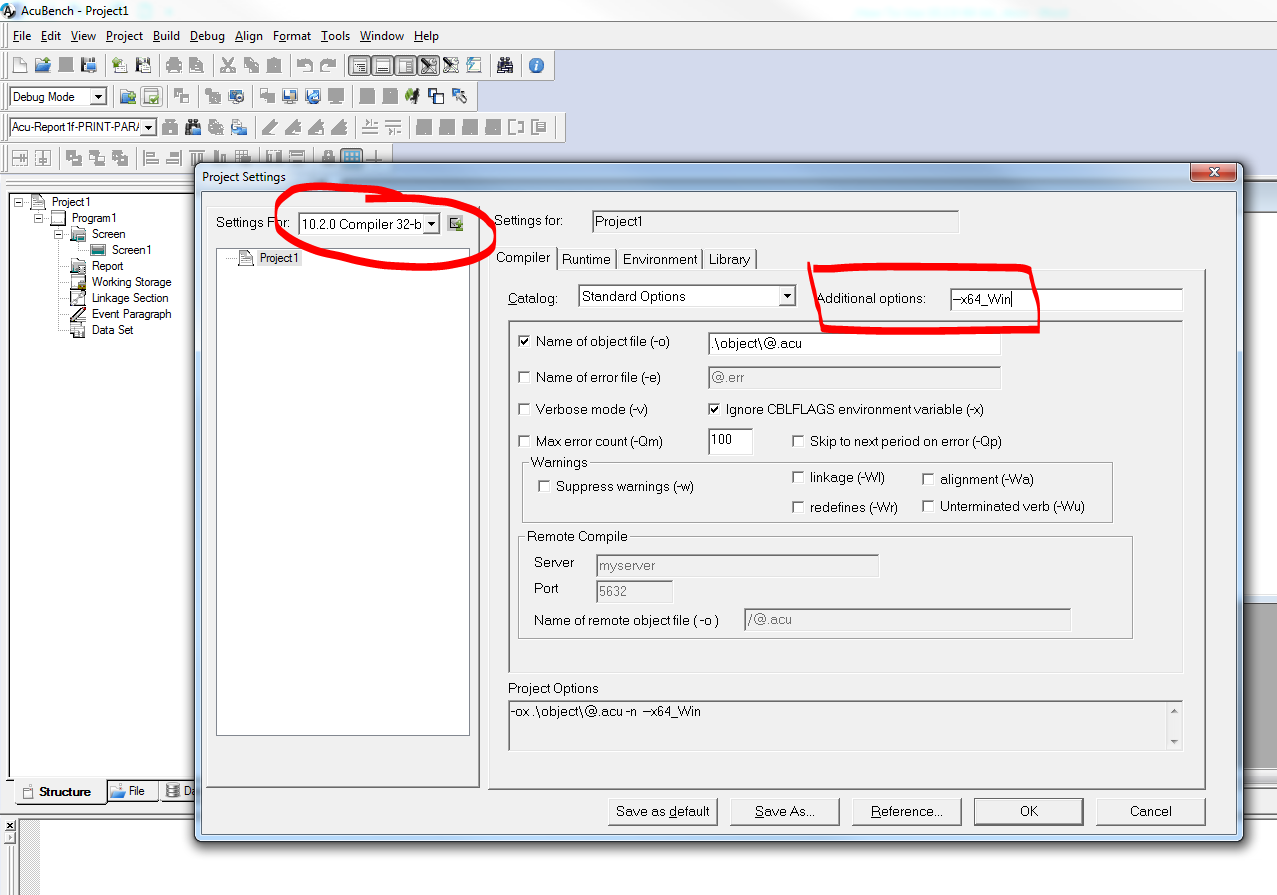 AcuBench - Project1
File Edit View Project Build Debug Align Format Tools Window Help
Debug Mode
Acu-Report1f-PRINT-PARA
Project1
Program1
Screen
Screen1
Report
Working Storage
Linkage Section
Event Paragraph
Data Set
Structure File Da
Project Settings
Settings For: 10.2.0 Compiler 32-b
Project1
Settings for: Project1
Compiler Runtime Environment Library
Catalog: Standard Options Additional options: --x64_Win
Name of object file (-o) .\object\@.acu
Name of error file (-e) @.err
Verbose mode (-v) Ignore CBLFLAGS environment variable (-x)
Max error count (-Qm) 100 Skip to next period on error (-Qp)
Warnings
Suppress warnings (-w)
linkage (-Wl) alignment (-Wa)
redefines (-Wr) Unterminated verb (-Wu)
Remote Compile
Server myserver
Port 5632
Name of remote object file ( -o ) /@.acu
Project Options
-ox .\object\@.acu -n --x64_Win
Save as default Save As... Reference... OK Cancel